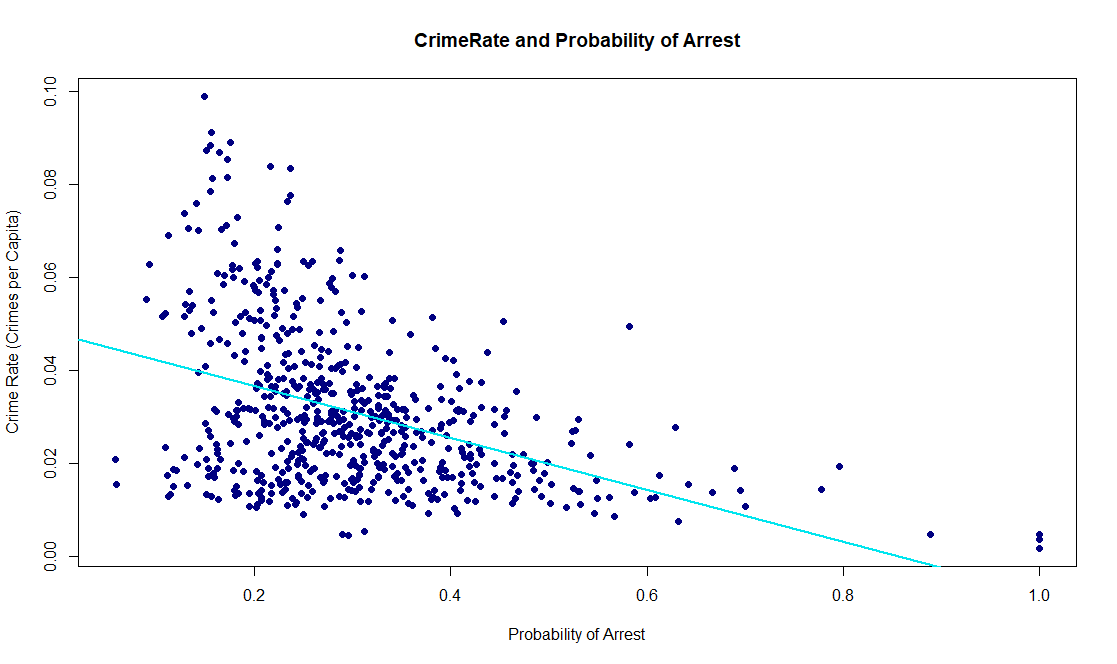 CrimeRate and Probability of Arrest
Crime Rate (Crimes per Capita)
0.10
0.08
0.06
0.04
0.02
0.00
0.2 0.4 0.6 0.8 1.0
Probability of Arrest